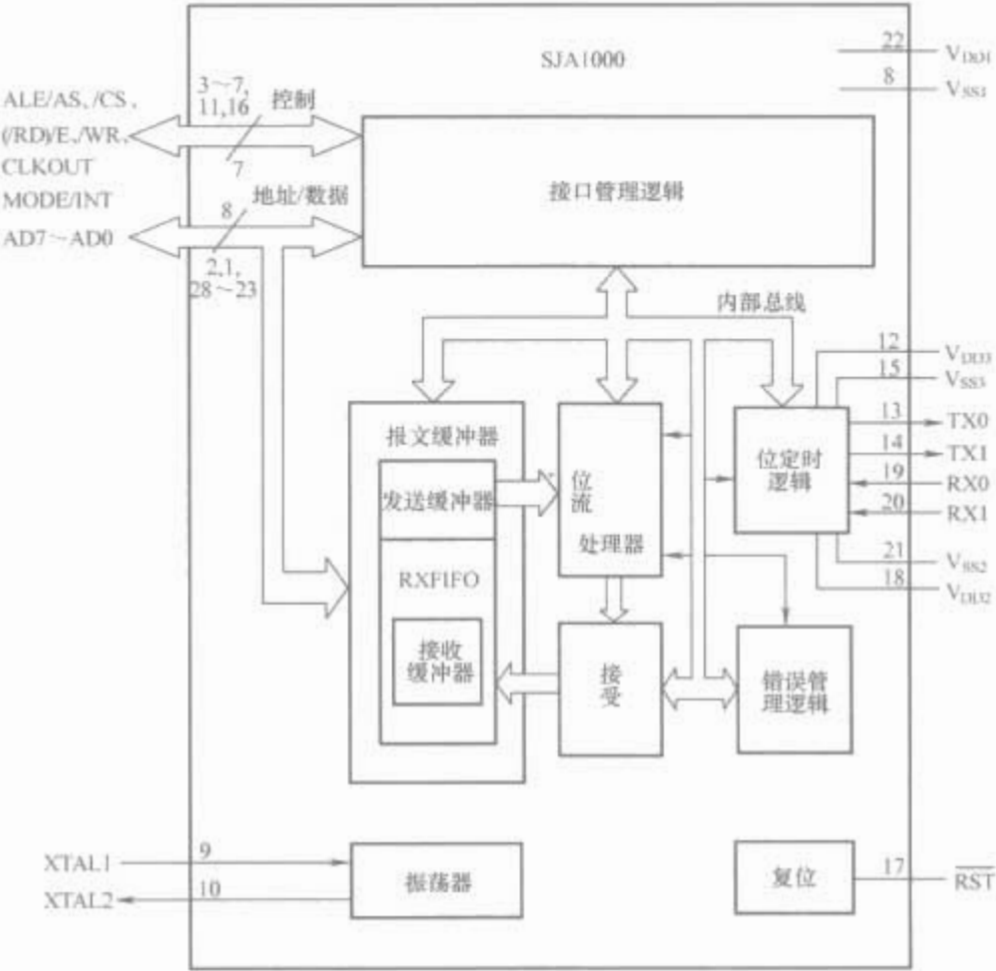 SJA1000
22
V_DD1
8
V_SS1
ALE/AS、/CS、
(/RD)/E、/WR、
CLKOUT
MODE/INT
AD7～AD0
3～7,
11,16
控制
7
地址/数据
8
2,1,
28～23
接口管理逻辑
内部总线
12
V_DD3
15
V_SS3
13
TX0
14
TX1
19
RX0
20
RX1
21
V_SS2
18
V_DD2
报文缓冲器
发送缓冲器
RXFIFO
接收
缓冲器
位
流
处理器
位定时
逻辑
接
受
错误管
理逻辑
XTAL1
9
XTAL2
10
振荡器
复位
17
RST